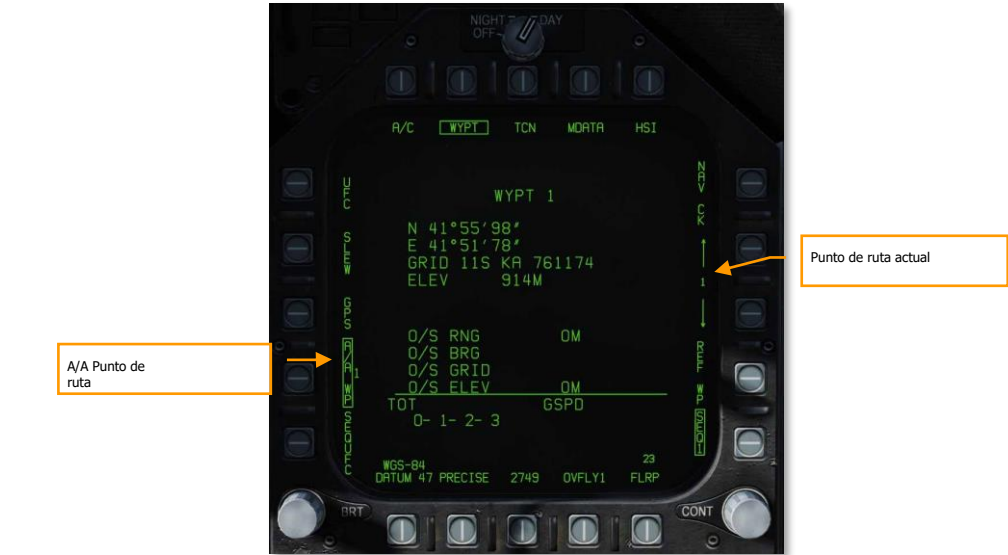 NIGHT DAY
OFF
A/C WYPT TCN MDATA HSI
UFC
SLEW
GPS
A/A WP 1
SEQUFC
WYPT 1
N 41°55′98″
E 41°51′78″
GRID 11S KA 761174
ELEV 914M
O/S RNG 0M
O/S BRG
O/S GRID
O/S ELEV 0M
TOT GSPD
0- 1- 2- 3
NAV CK
1
REF WP
SEQ1
WGS-84 23
DATUM 47 PRECISE 2749 OVFLY1 FLRP
BRT
CONT
A/A Punto de
ruta
Punto de ruta actual